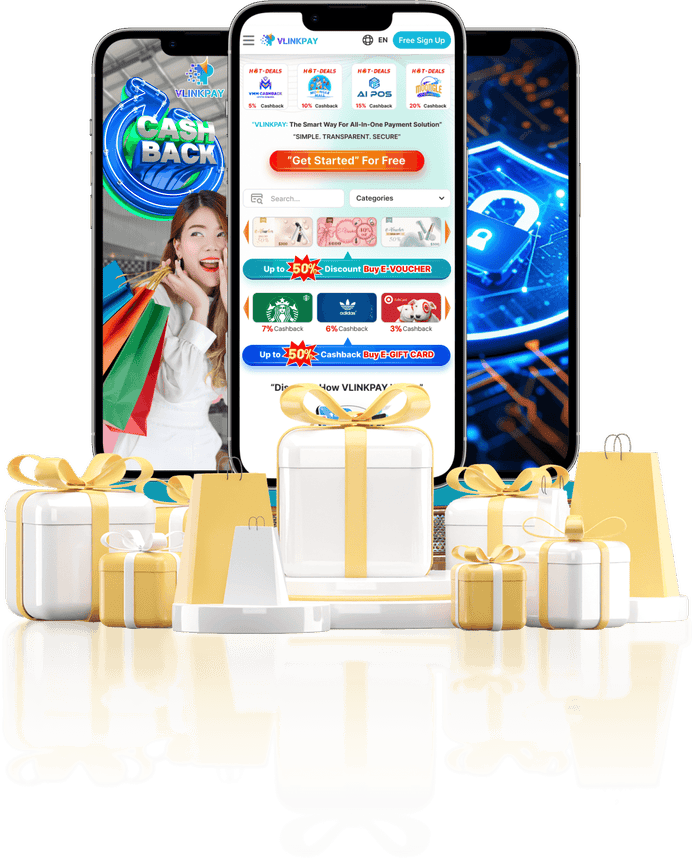 VLINKPAY
CASH
BACK
VLINKPAY
EN
Free Sign Up
HOT-DEALS
HOT-DEALS
HOT-DEALS
HOT-DEALS
VMM CASHBACK
AI POS
5% Cashback
10% Cashback
15% Cashback
20% Cashback
"VLINKPAY: The Smart Way For All-In-One Payment Solution"
"SIMPLE. TRANSPARENT. SECURE"
"Get Started" For Free
Search...
Categories
Up to 50% Discount Buy E-VOUCHER
adidas
7% Cashback
6% Cashback
3% Cashback
Up to 50% Cashback Buy E-GIFT CARD